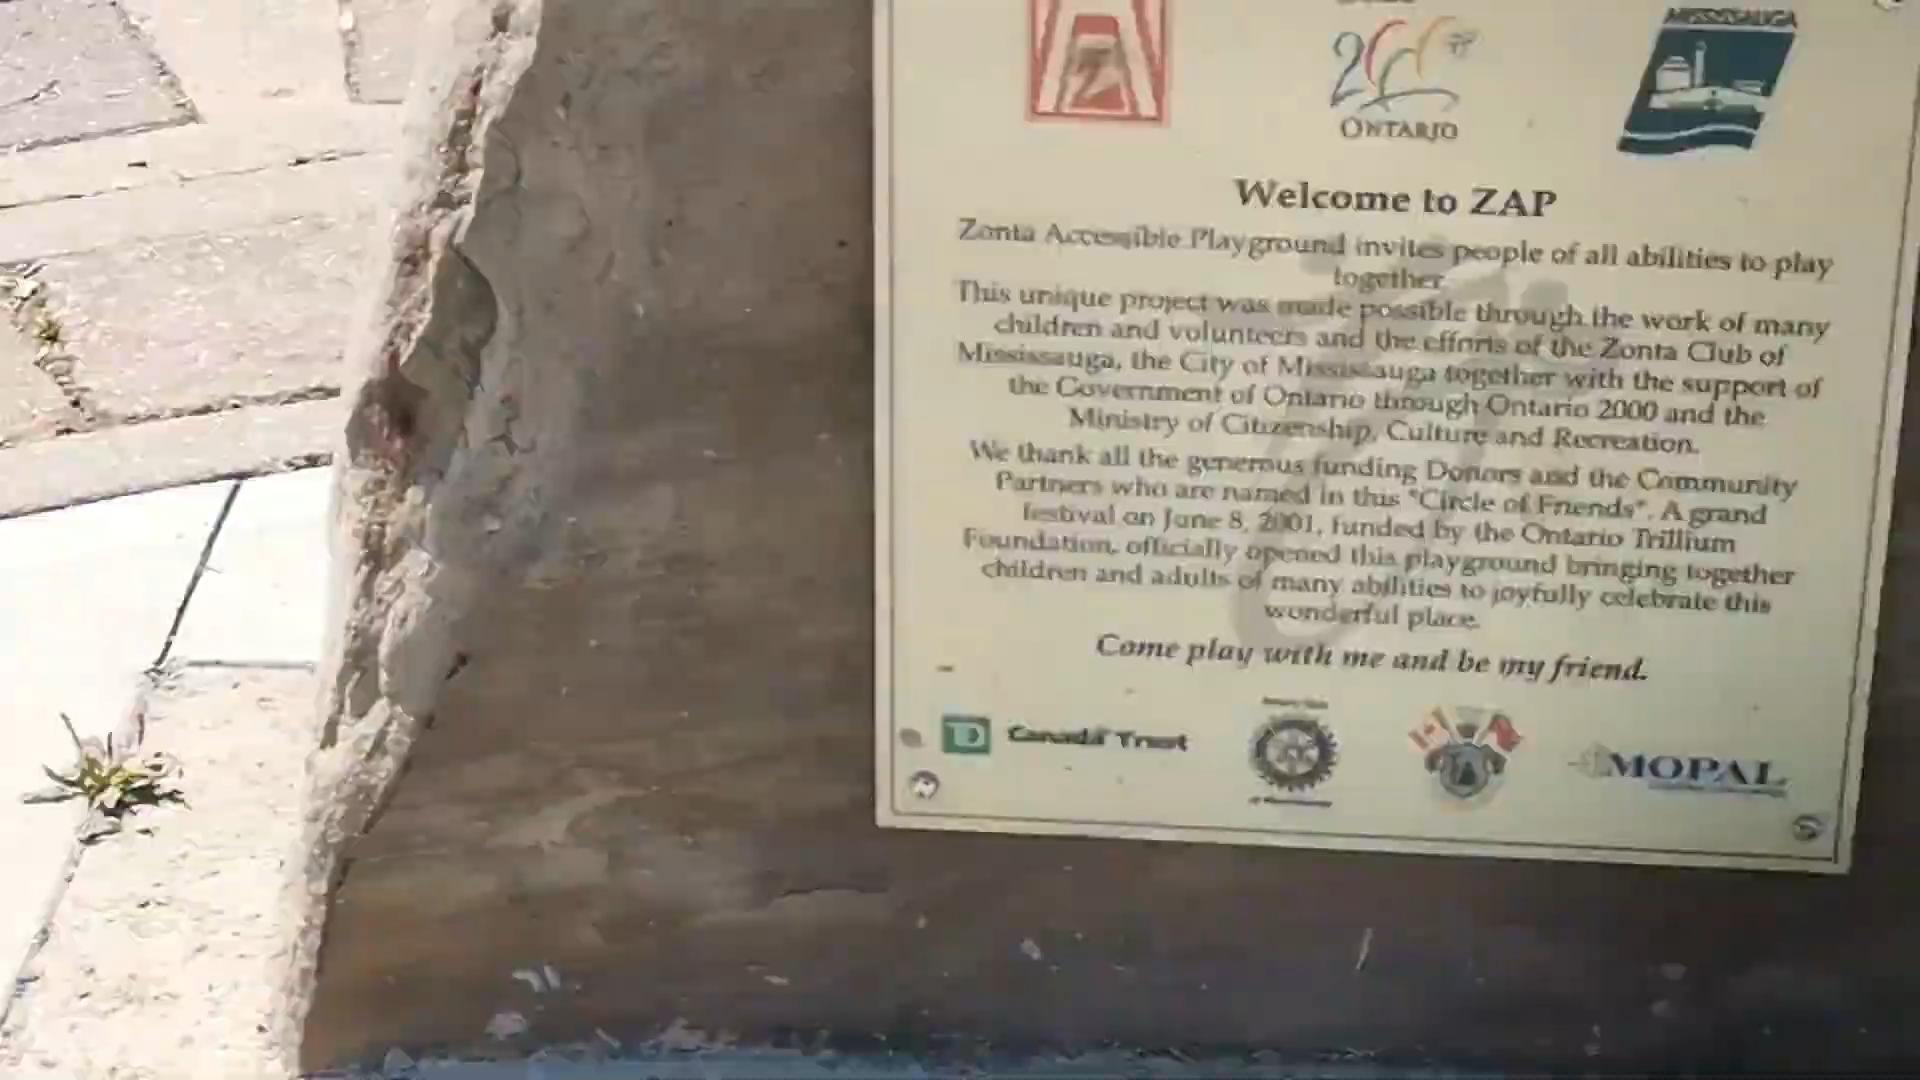 MISSISSAUGA
ONTARIO
Welcome to ZAP
Zonta Accessible Playground invites people of all abilities to play
together.
This unique project was made possible through the work of many
children and volunteers and the efforts of the Zonta Club of
Mississauga, the City of Mississauga together with the support of
the Government of Ontario through Ontario 2000 and the
Ministry of Citizenship, Culture and Recreation.
We thank all the generous funding Donors and the Community
Partners who are named in this "Circle of Friends". A grand
festival on June 8, 2001, funded by the Ontario Trillium
Foundation, officially opened this playground bringing together
children and adults of many abilities to joyfully celebrate this
wonderful place.
Come play with me and be my friend.
TD Canada Trust
MOPAL